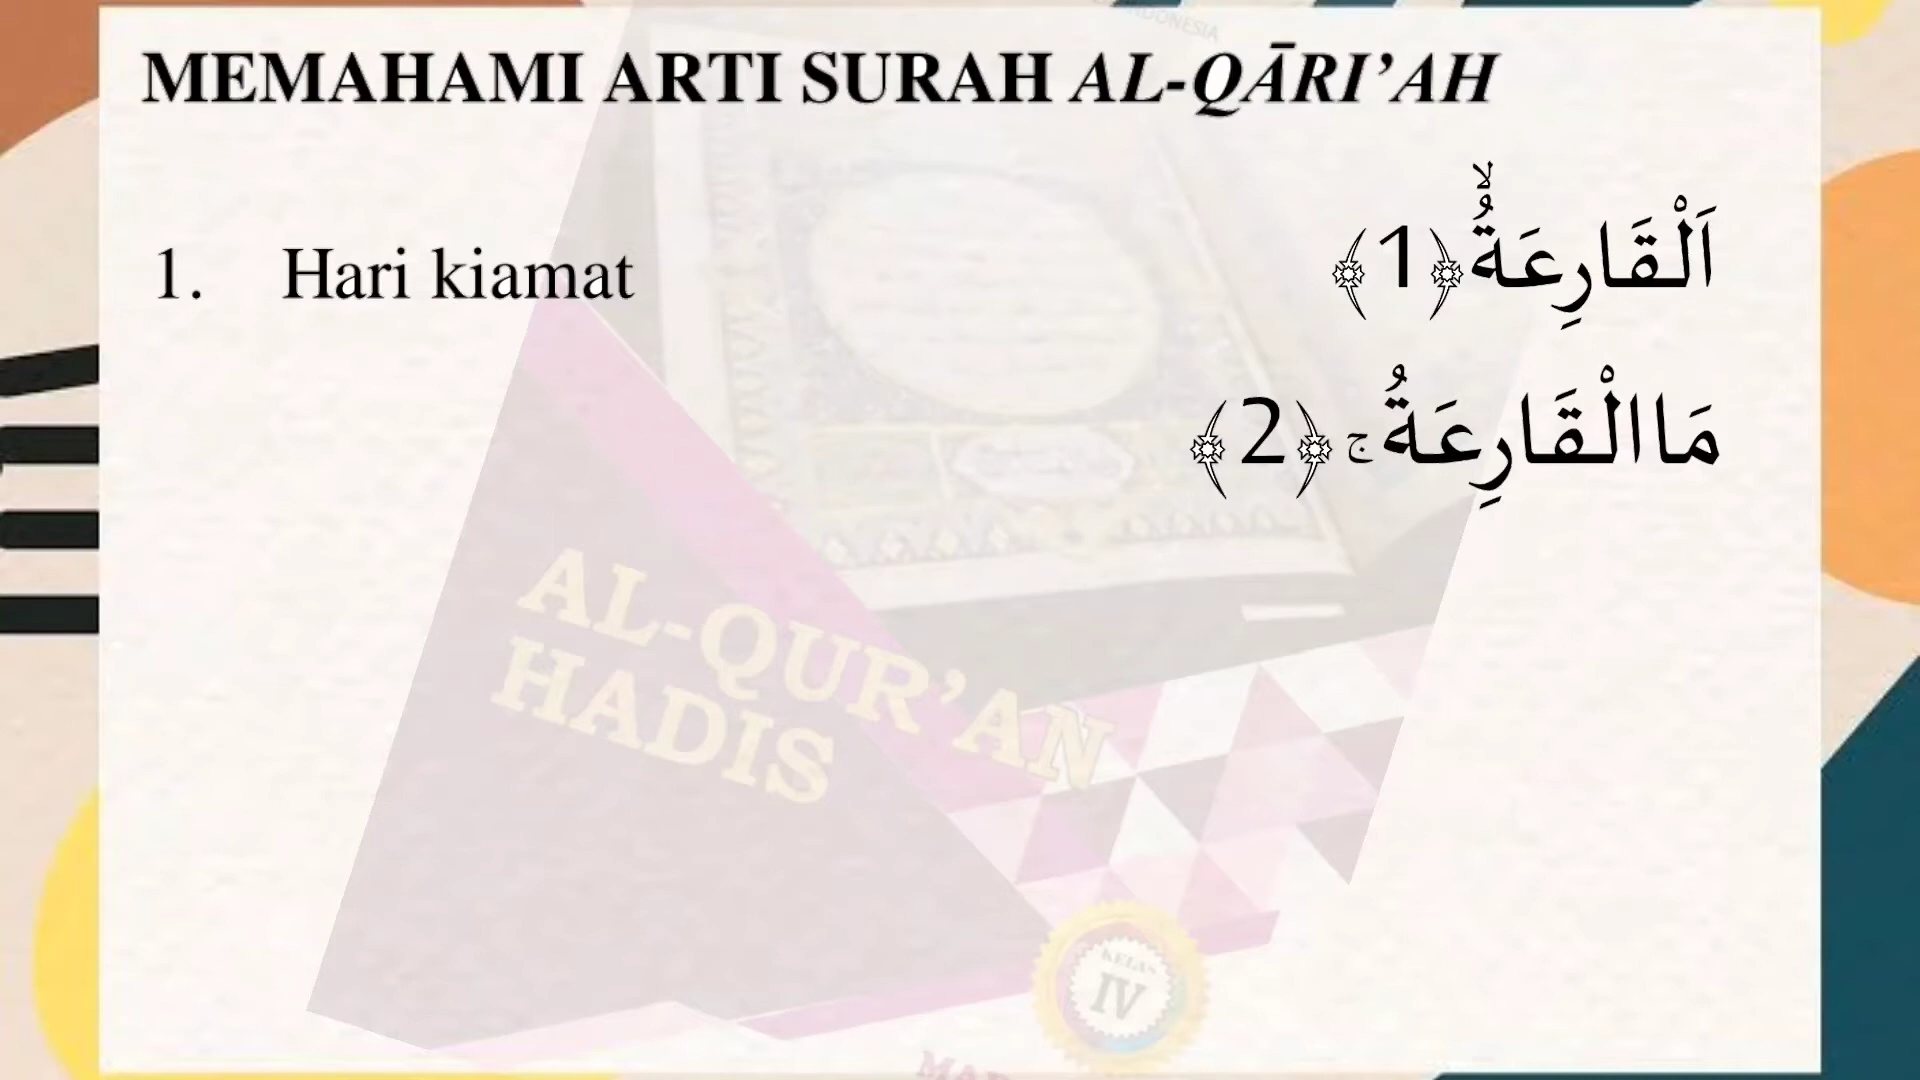 MEMAHAMI ARTI SURAH AL-QĀRI’AH
1. Hari kiamat
اَلْقَارِعَةُۙ ﴿1﴾
مَاالْقَارِعَةُ ج ﴿2﴾
AL-QUR’AN
HADIS
KELAS
IV